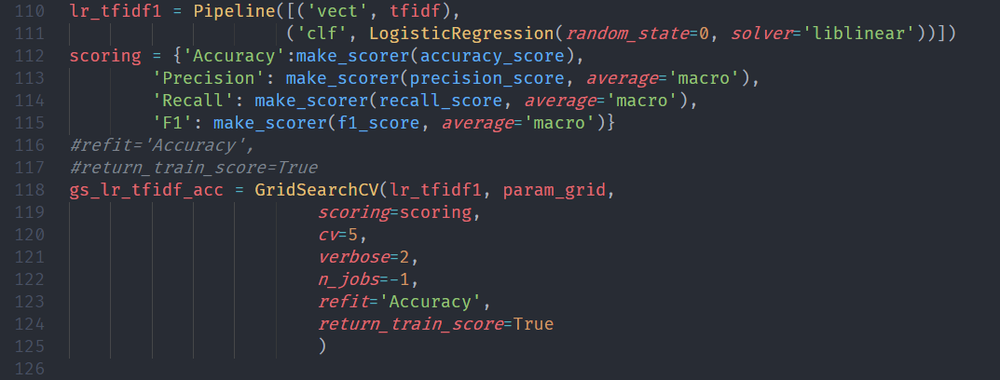 110 lr_tfidf1 = Pipeline([('vect', tfidf),
111                      ('clf', LogisticRegression(random_state=0, solver='liblinear'))])
112 scoring = {'Accuracy':make_scorer(accuracy_score),
113         'Precision': make_scorer(precision_score, average='macro'),
114         'Recall': make_scorer(recall_score, average='macro'),
115         'F1': make_scorer(f1_score, average='macro')}
116 #refit='Accuracy',
117 #return_train_score=True
118 gs_lr_tfidf_acc = GridSearchCV(lr_tfidf1, param_grid,
119                         scoring=scoring,
120                         cv=5,
121                         verbose=2,
122                         n_jobs=-1,
123                         refit='Accuracy',
124                         return_train_score=True
125                         )
126